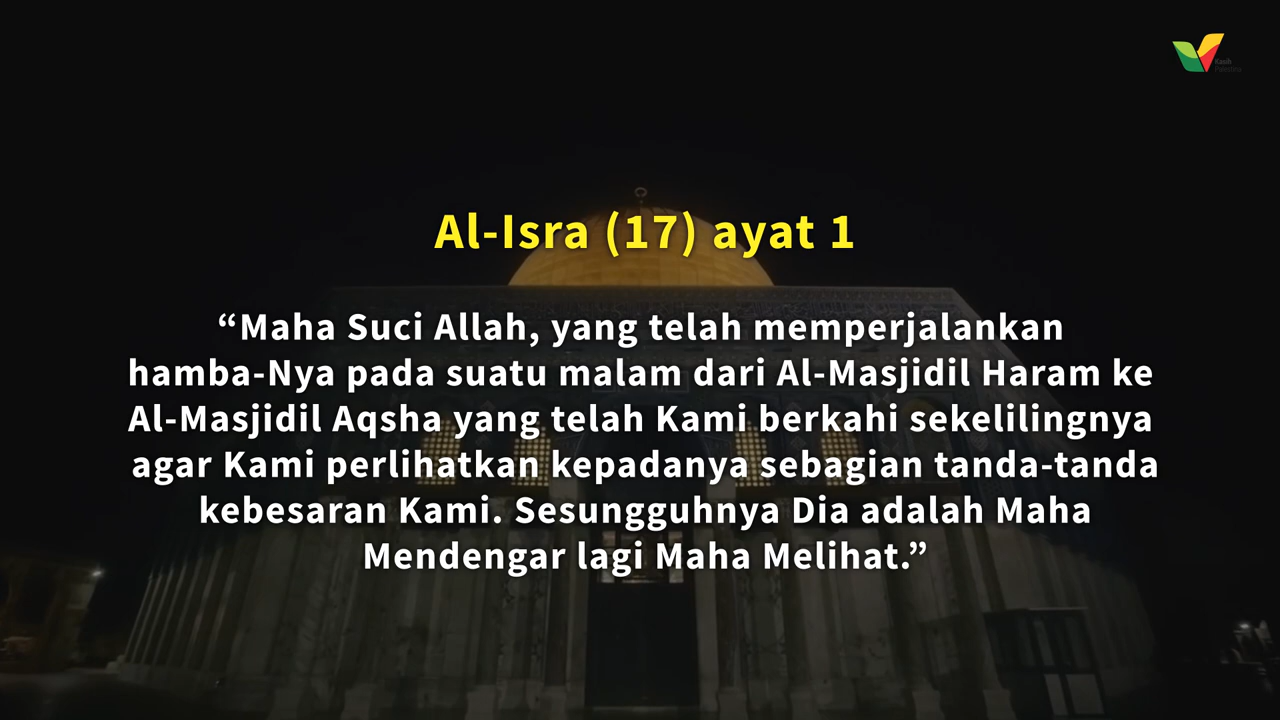 Kasih
Palestina
Al-Isra (17) ayat 1
“Maha Suci Allah, yang telah memperjalankan
hamba-Nya pada suatu malam dari Al-Masjidil Haram ke
Al-Masjidil Aqsha yang telah Kami berkahi sekelilingnya
agar Kami perlihatkan kepadanya sebagian tanda-tanda
kebesaran Kami. Sesungguhnya Dia adalah Maha
Mendengar lagi Maha Melihat.”